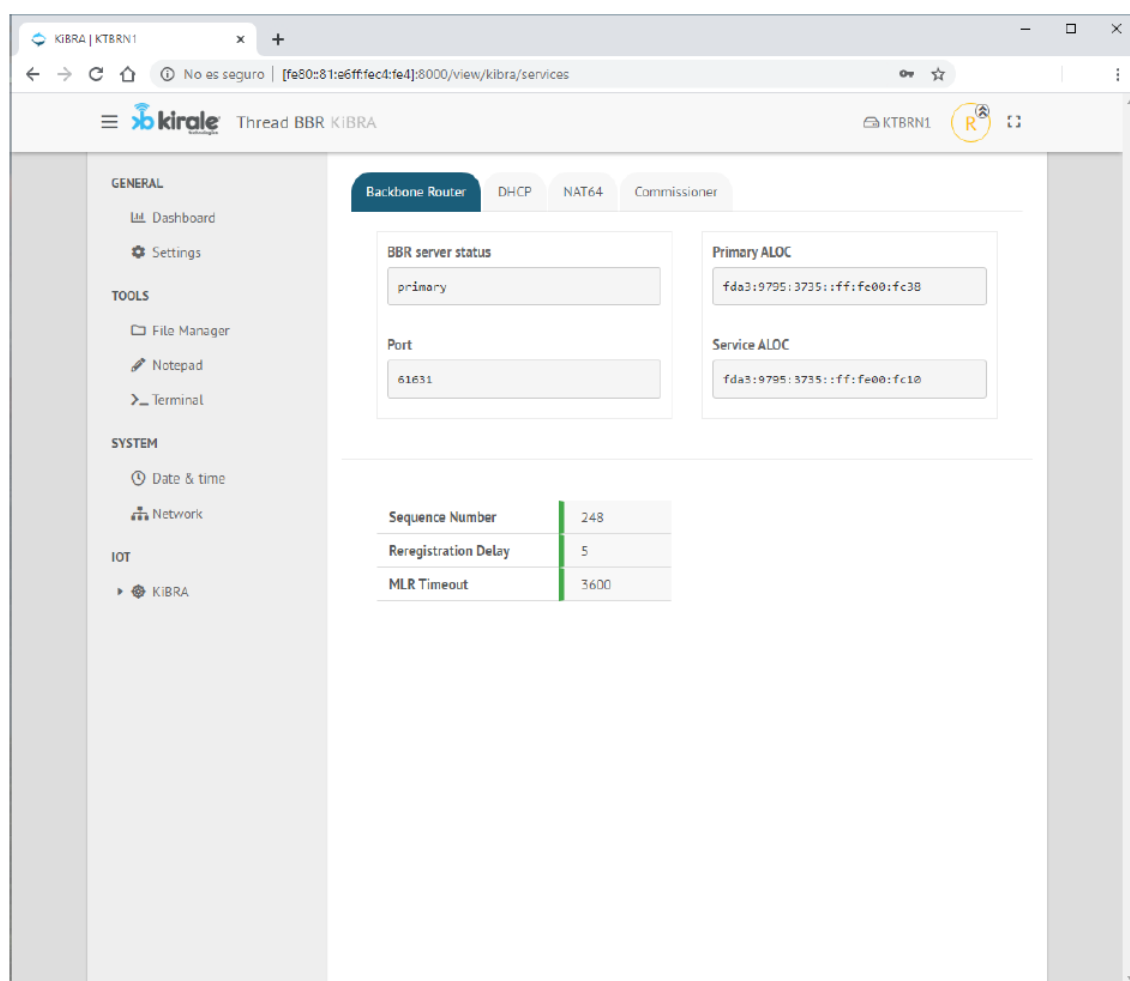 KiBRA | KTBRN1
No es seguro | [fe80::81:e6ff:fec4:fe4]:8000/view/kibra/services
kirale Thread BBR KiBRA KTBRN1 R
GENERAL
Dashboard
Settings
TOOLS
File Manager
Notepad
Terminal
SYSTEM
Date & time
Network
IOT
KiBRA
Backbone Router DHCP NAT64 Commissioner
BBR server status
primary
Port
61631
Primary ALOC
fda3:9795:3735::ff:fe00:fc38
Service ALOC
fda3:9795:3735::ff:fe00:fc10
Sequence Number 248
Reregistration Delay 5
MLR Timeout 3600